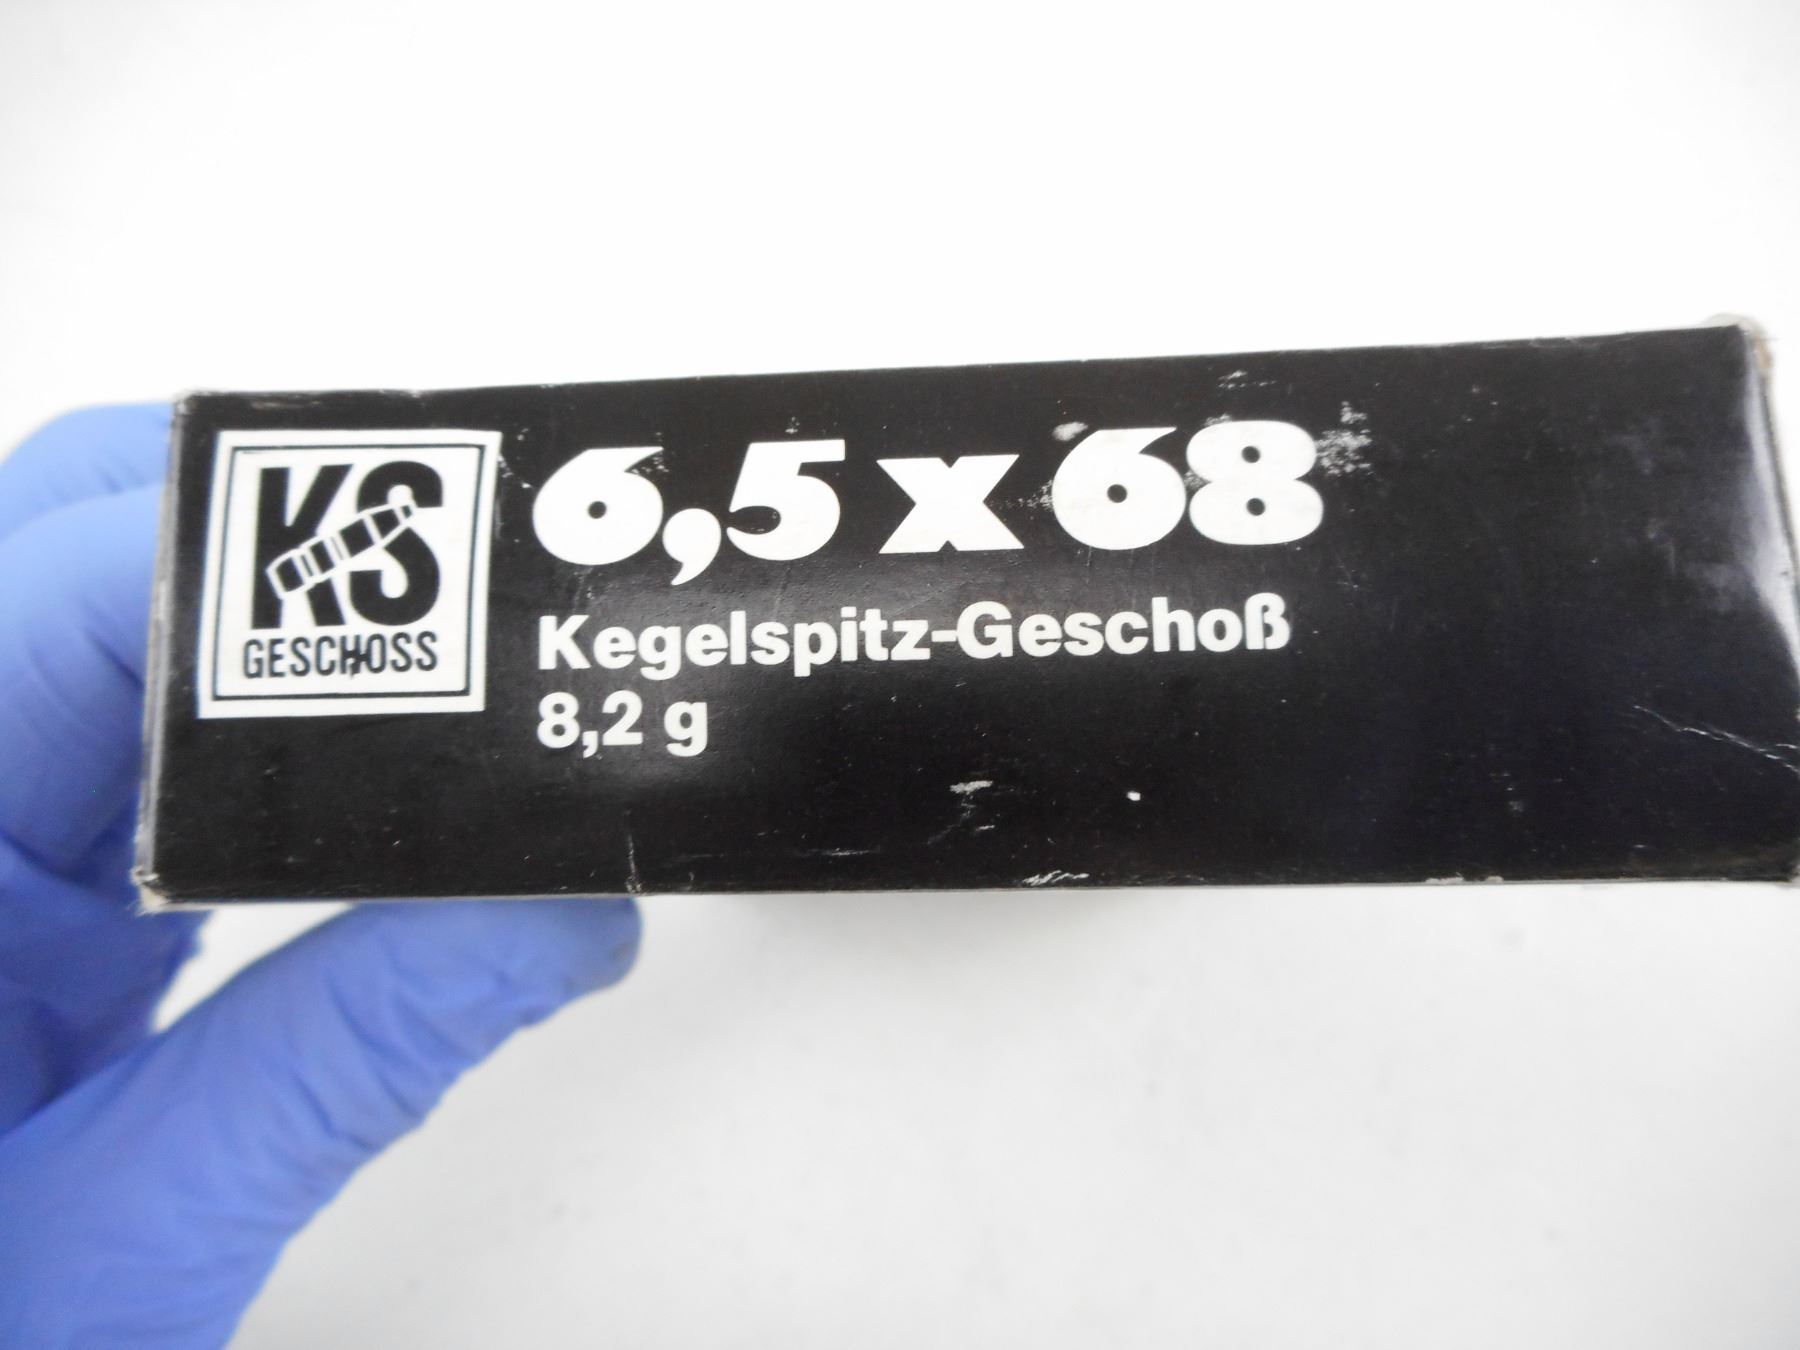 KS
GESCHOSS
6,5 x 68
Kegelspitz-Geschoß
8,2 g